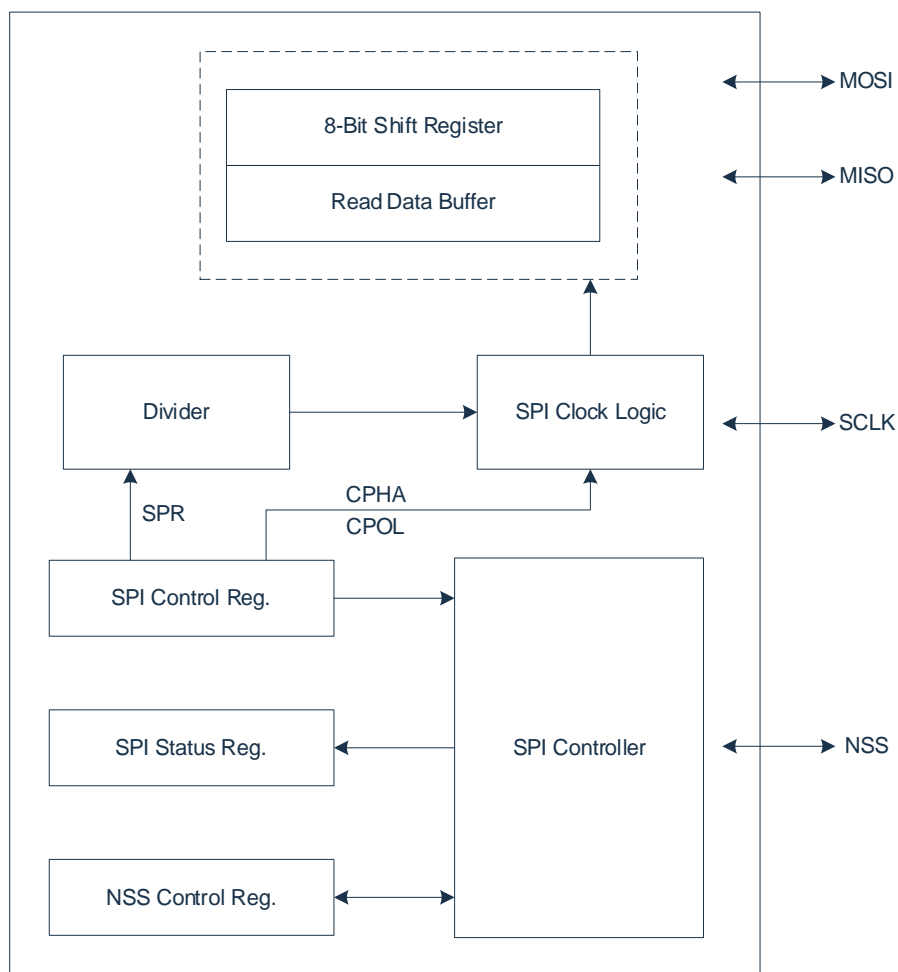 MOSI
8-Bit Shift Register
MISO
Read Data Buffer
Divider
SPI Clock Logic
SCLK
CPHA
SPR
CPOL
SPI Control Reg.
SPI Status Reg.
SPI Controller
NSS
NSS Control Reg.